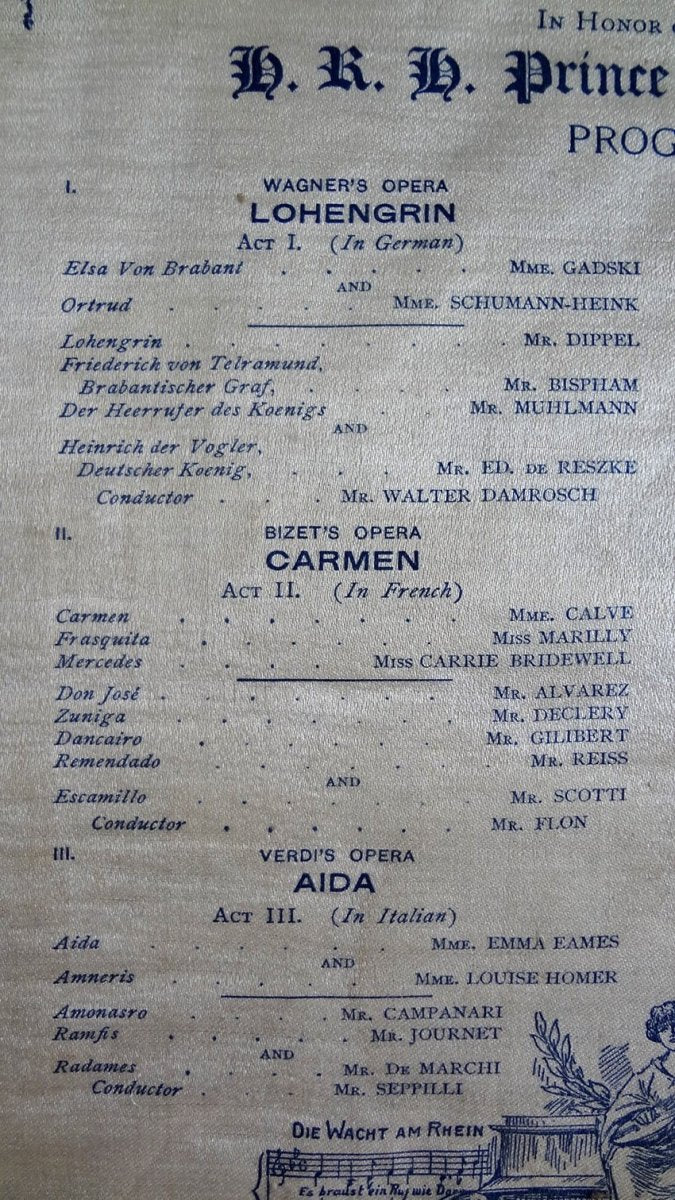 IN HONOR
H. R. H. Prince
PROG
I. WAGNER'S OPERA
LOHENGRIN
ACT I. (In German)
Elsa Von Brabant . . . . . MME. GADSKI
AND
Ortrud . . . . . MME. SCHUMANN-HEINK
Lohengrin . . . . . . . . MR. DIPPEL
Friederich von Telramund,
Brabantischer Graf, . . . . MR. BISPHAM
Der Heerrufer des Koenigs . . MR. MUHLMANN
AND
Heinrich der Vogler,
Deutscher Koenig, . . . MR. ED. DE RESZKE
Conductor . . . MR. WALTER DAMROSCH
II. BIZET'S OPERA
CARMEN
ACT II. (In French)
Carmen . . . . . . . MME. CALVE
Frasquita . . . . . . MISS MARILLY
Mercedes . . . . MISS CARRIE BRIDEWELL
Don José . . . . . . . MR. ALVAREZ
Zuniga . . . . . . . MR. DECLERY
Dancairo . . . . . . MR. GILIBERT
Remendado . . . . . . MR. REISS
AND
Escamillo . . . . . . MR. SCOTTI
Conductor . . . . . . MR. FLON
III. VERDI'S OPERA
AIDA
ACT III. (In Italian)
Aida . . . . . . MME. EMMA EAMES
AND
Amneris . . . . . MME. LOUISE HOMER
Amonasro . . . . MR. CAMPANARI
Ramfis . . . . . MR. JOURNET
AND
Radames . . . . MR. DE MARCHI
Conductor . . . . MR. SEPPILLI
DIE WACHT AM RHEIN
Es braust ein Ruf wie Don